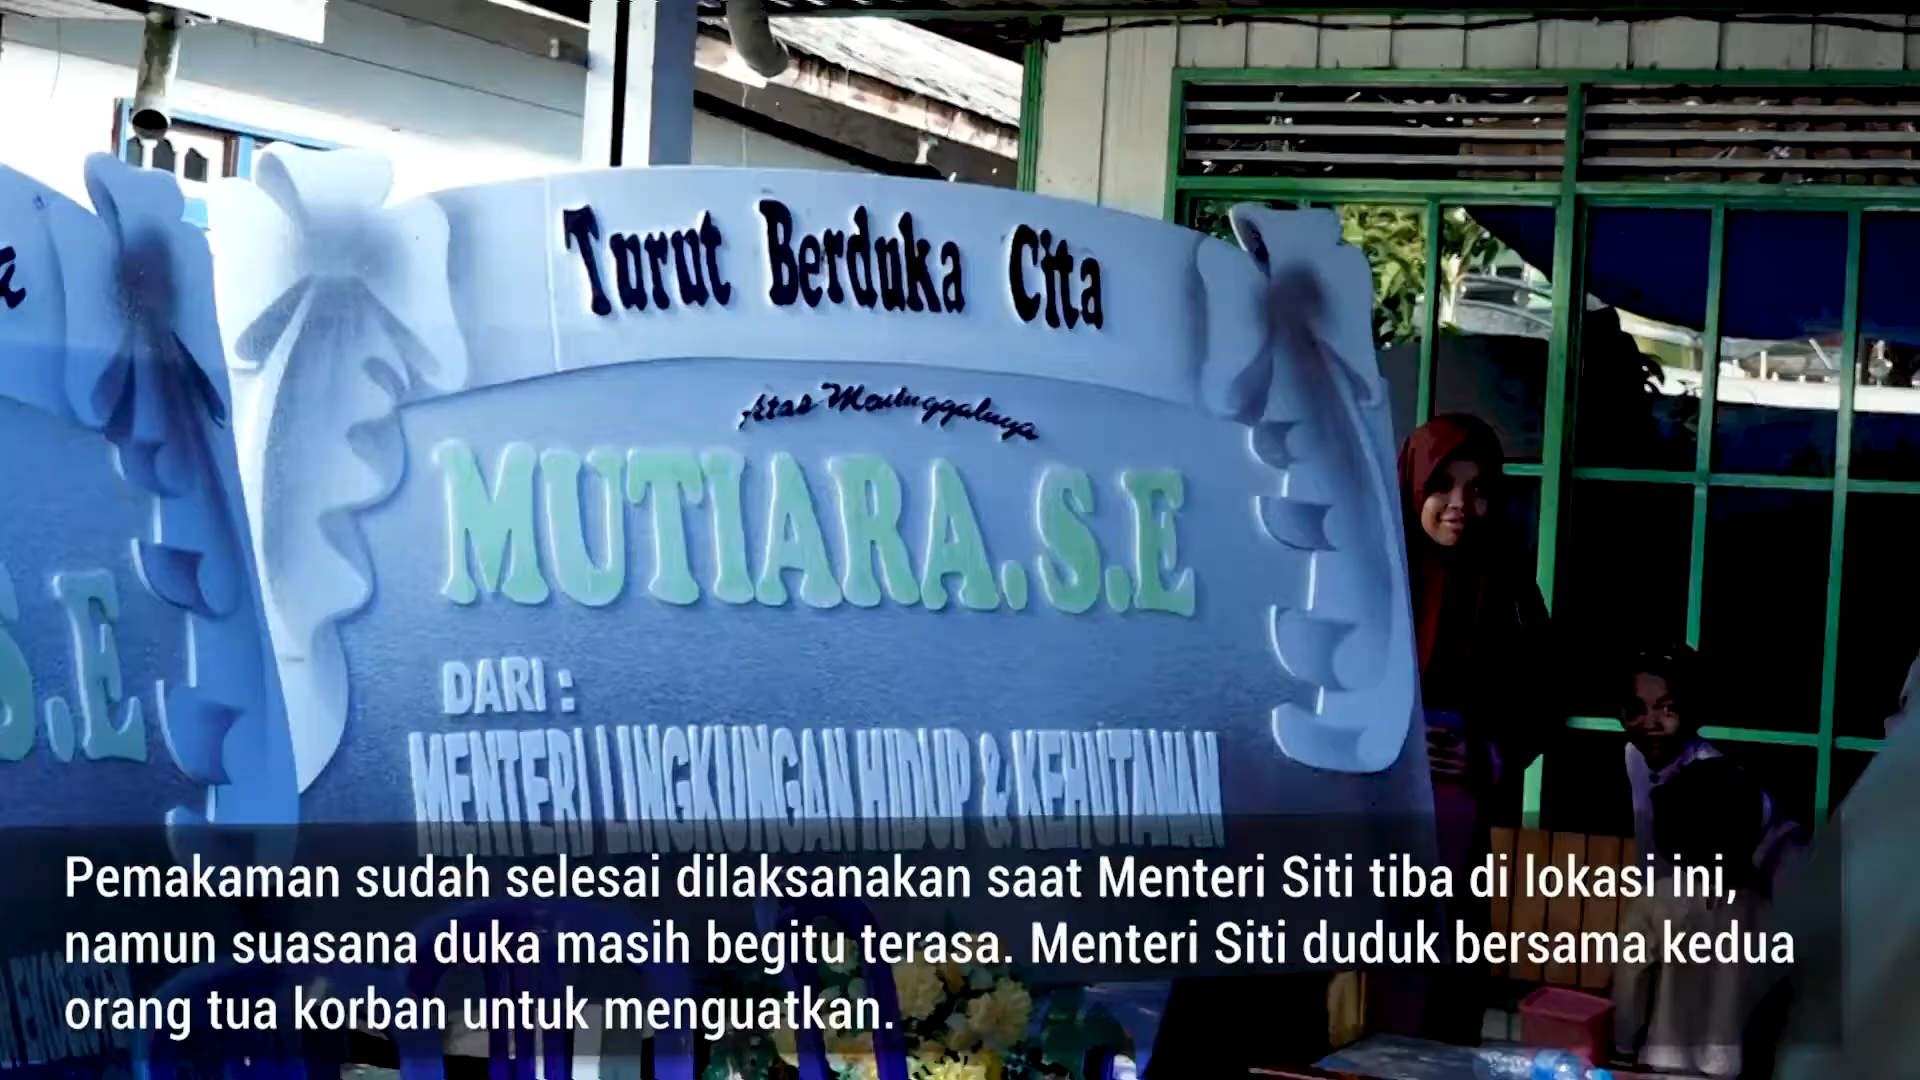 Turut Berduka Cita
Atas Meninggalnya
MUTIARA.S.E
DARI :
MENTERI LINGKUNGAN HIDUP & KEHUTANAN
a
S.E
Pemakaman sudah selesai dilaksanakan saat Menteri Siti tiba di lokasi ini,
namun suasana duka masih begitu terasa. Menteri Siti duduk bersama kedua
orang tua korban untuk menguatkan.